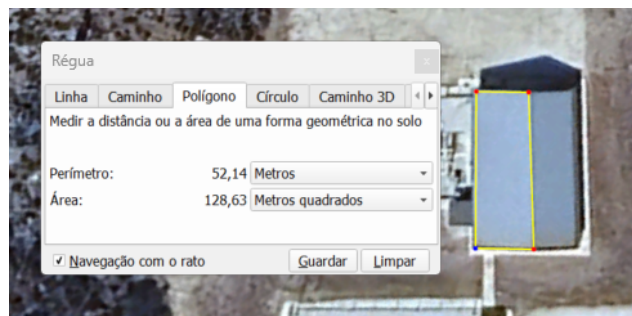 Régua
x
Linha Caminho Polígono Círculo Caminho 3D
Medir a distância ou a área de uma forma geométrica no solo
Perímetro: 52,14 Metros
Área: 128,63 Metros quadrados
Navegação com o rato Guardar Limpar